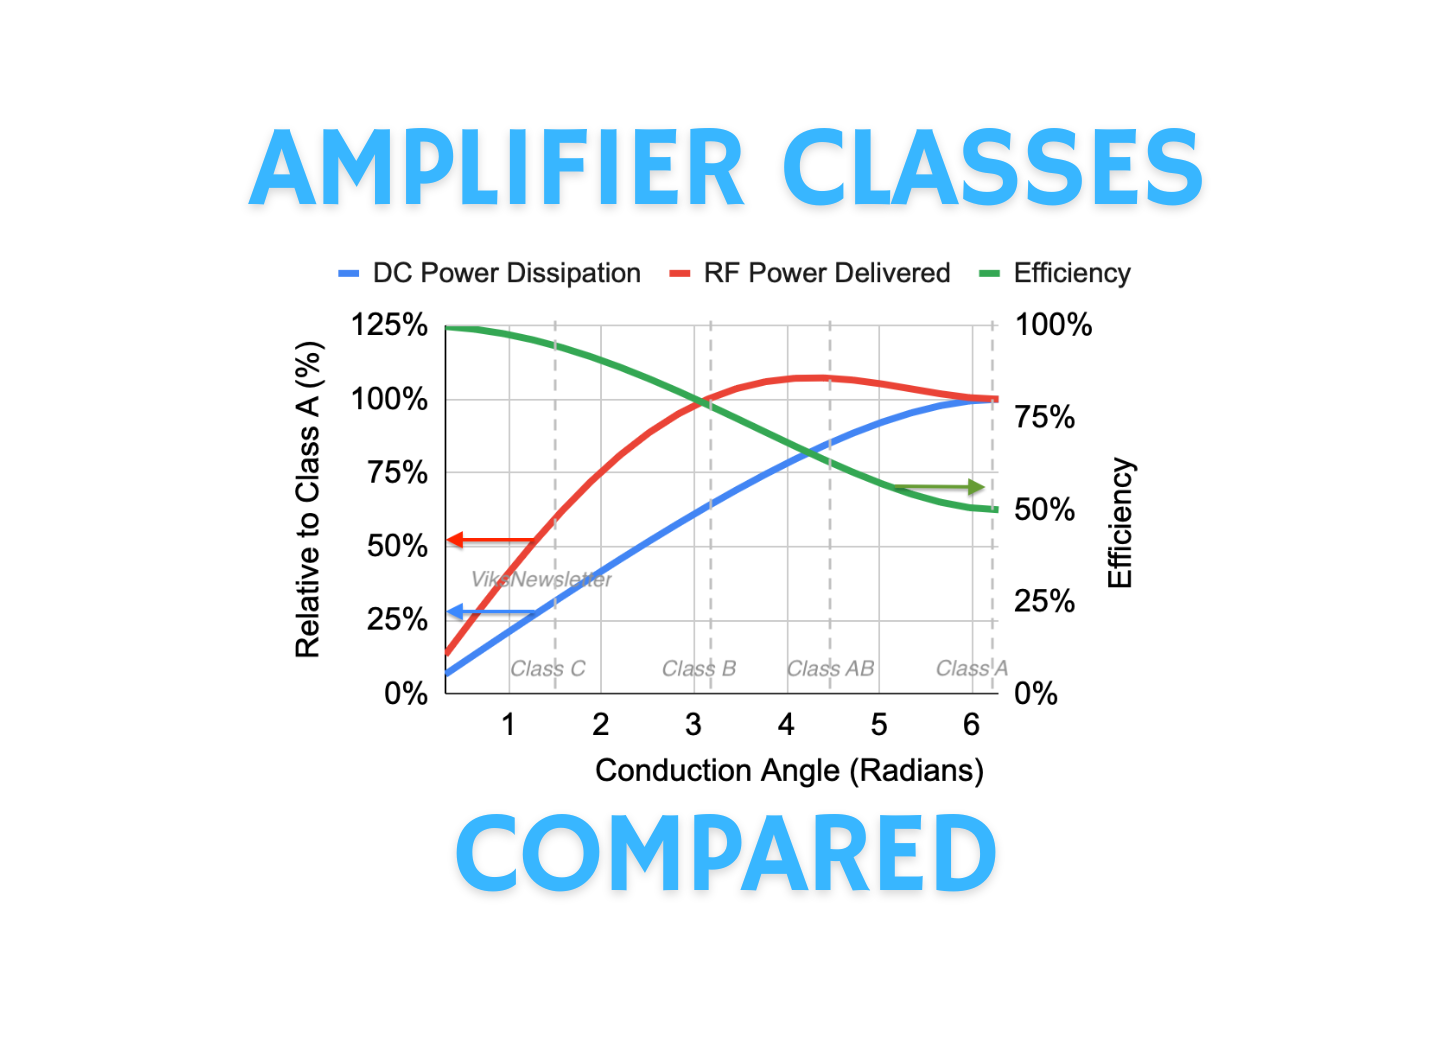 AMPLIFIER CLASSES
DC Power Dissipation RF Power Delivered Efficiency
125% 100%
100%
75%
75%
50%
50%
25%
25%
0% 0%
Relative to Class A (%)
Efficiency
ViksNewsletter
Class C Class B Class AB Class A
1 2 3 4 5 6
Conduction Angle (Radians)
COMPARED